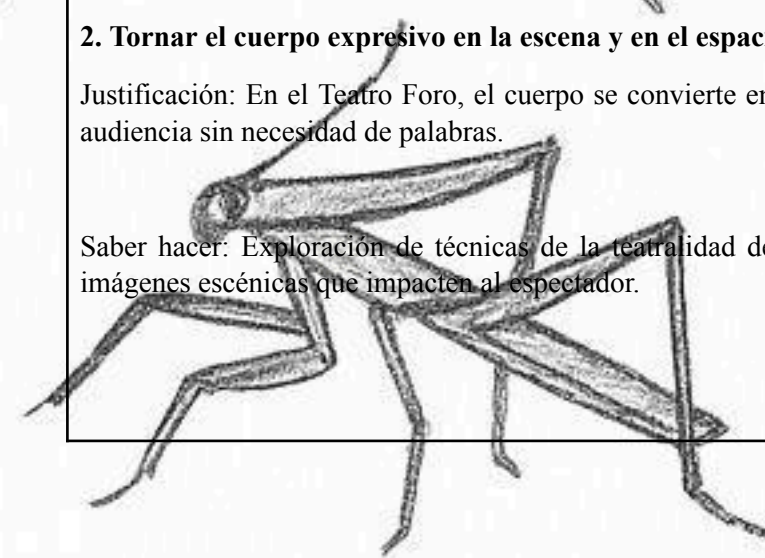 2. Tornar el cuerpo expresivo en la escena y en el espaci
Justificación: En el Teatro Foro, el cuerpo se convierte en
audiencia sin necesidad de palabras.
Saber hacer: Exploración de técnicas de la teatralidad de
imágenes escénicas que impacten al espectador.